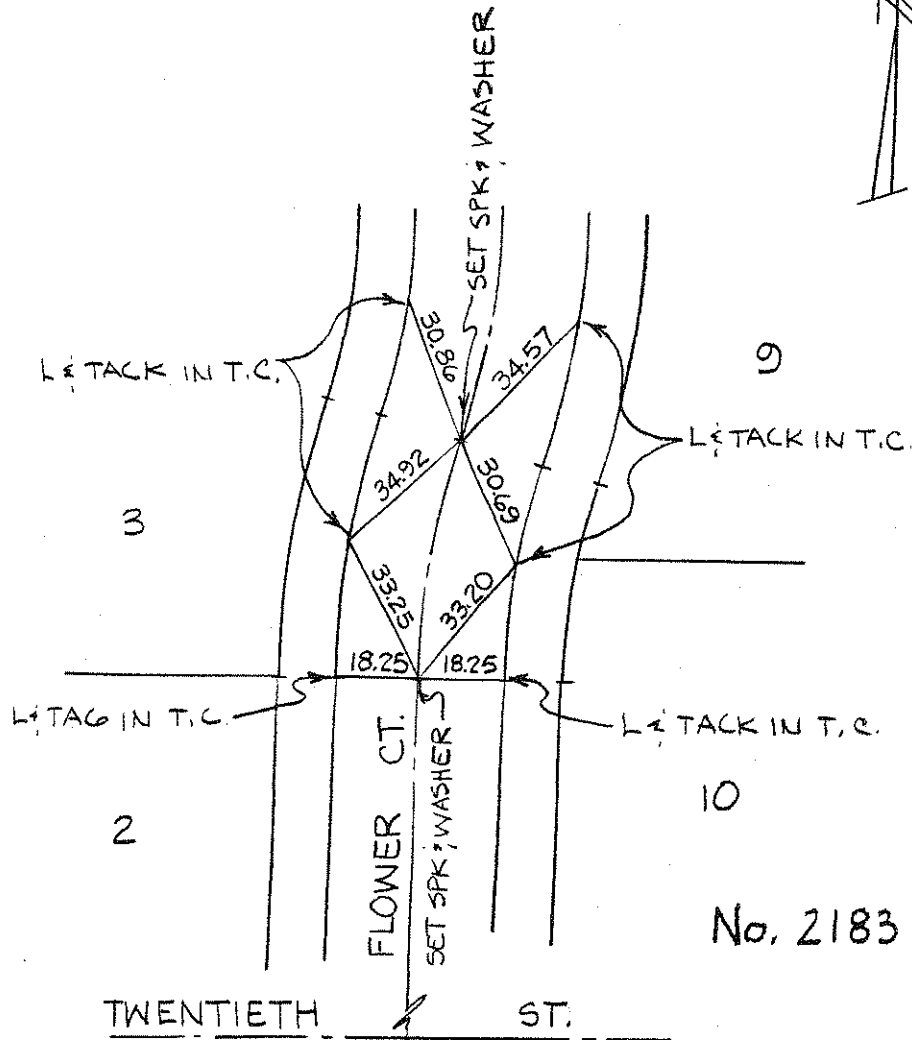 SET SPK & WASHER
30.86
34.57
L & TACK IN T.C.
9
L & TACK IN T.C.
34.92
30.69
3
33.25
33.20
18.25
18.25
L & TAG IN T.C.
L & TACK IN T.C.
FLOWER CT.
SET SPK & WASHER
10
2
No. 2183
TWENTIETH ST.